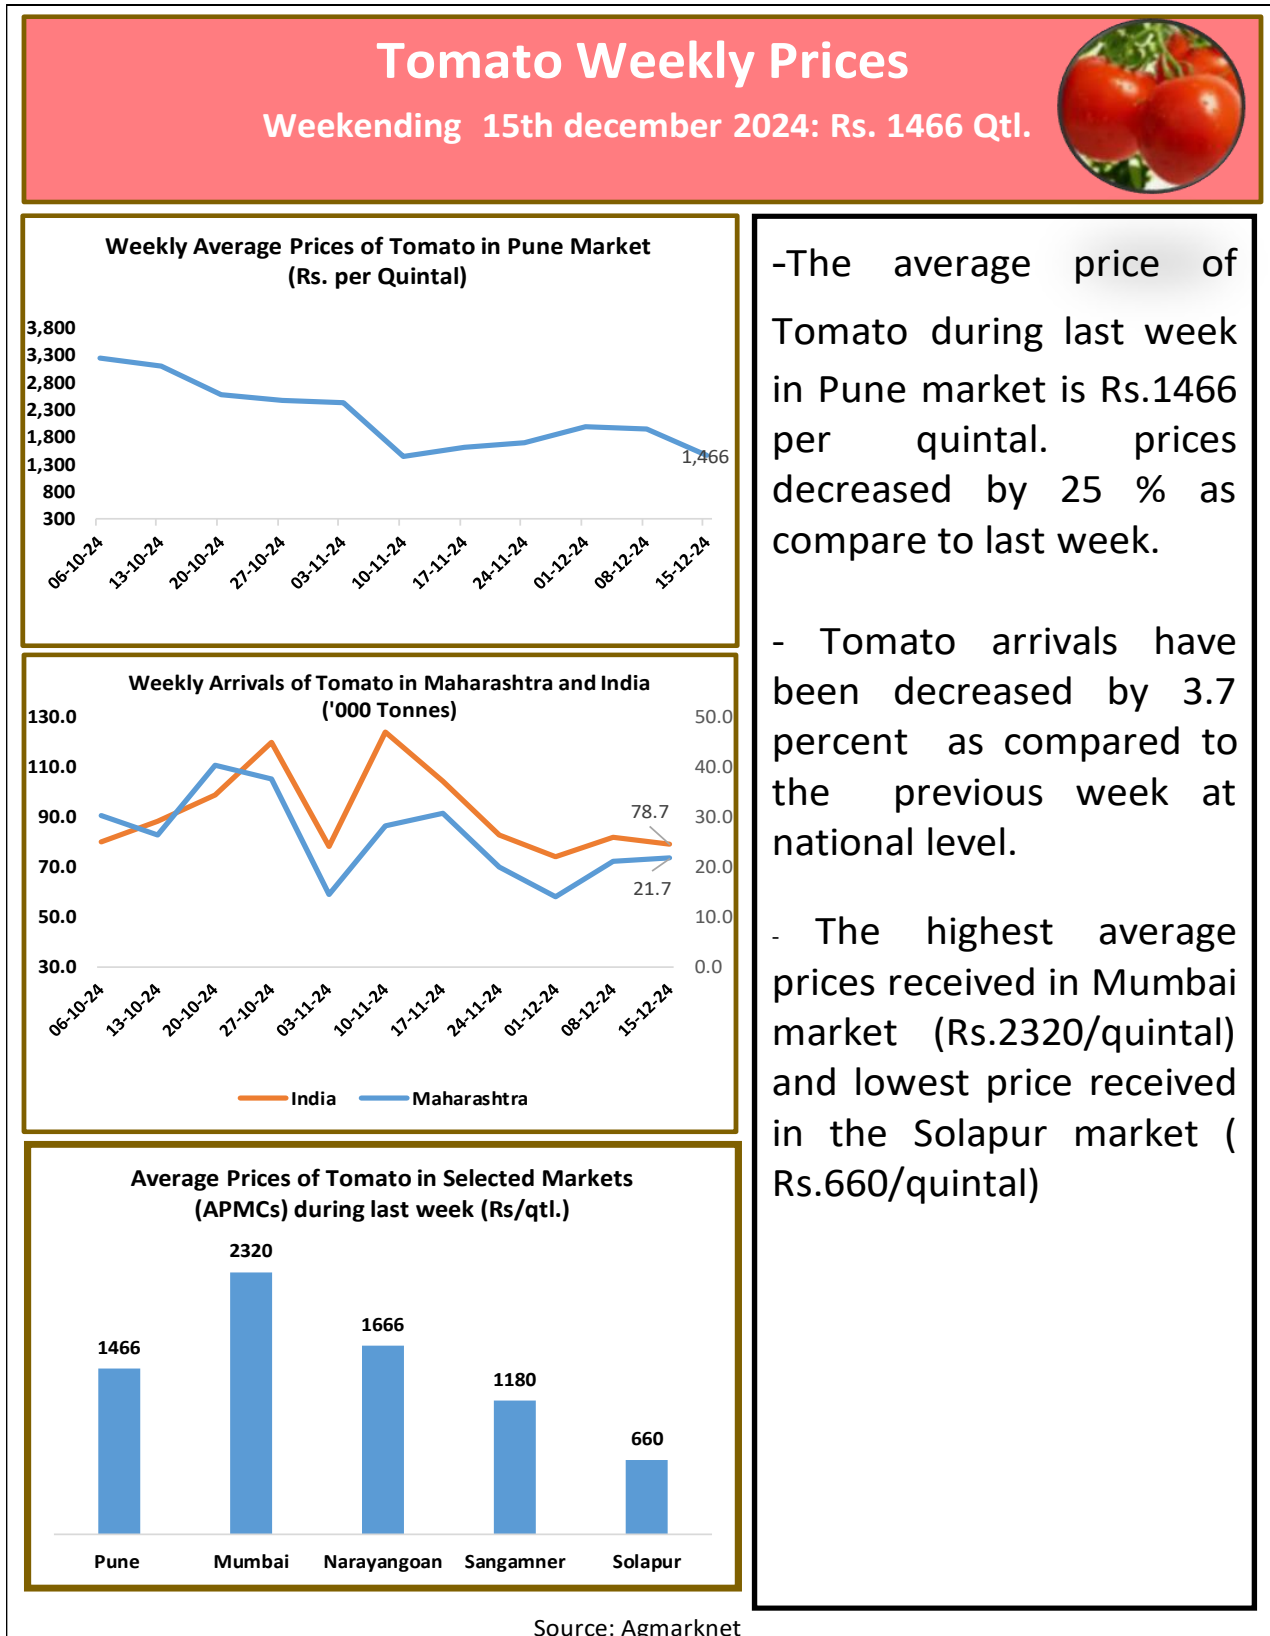 Tomato Weekly Prices
Weekending 15th december 2024: Rs. 1466 Qtl.
Weekly Average Prices of Tomato in Pune Market
(Rs. per Quintal)
3,800
3,300
2,800
2,300
1,800
1,300
800
300
1,466
06-10-24
13-10-24
20-10-24
27-10-24
03-11-24
10-11-24
17-11-24
24-11-24
01-12-24
08-12-24
15-12-24
Weekly Arrivals of Tomato in Maharashtra and India
('000 Tonnes)
130.0
110.0
90.0
70.0
50.0
30.0
50.0
40.0
30.0
20.0
10.0
0.0
78.7
21.7
06-10-24
13-10-24
20-10-24
27-10-24
03-11-24
10-11-24
17-11-24
24-11-24
01-12-24
08-12-24
15-12-24
India Maharashtra
Average Prices of Tomato in Selected Markets
(APMCs) during last week (Rs/qtl.)
1466
2320
1666
1180
660
Pune Mumbai Narayangoan Sangamner Solapur
-The average price of
Tomato during last week
in Pune market is Rs.1466
per quintal. prices
decreased by 25 % as
compare to last week.
- Tomato arrivals have
been decreased by 3.7
percent as compared to
the previous week at
national level.
- The highest average
prices received in Mumbai
market (Rs.2320/quintal)
and lowest price received
in the Solapur market (
Rs.660/quintal)
Source: Agmarknet